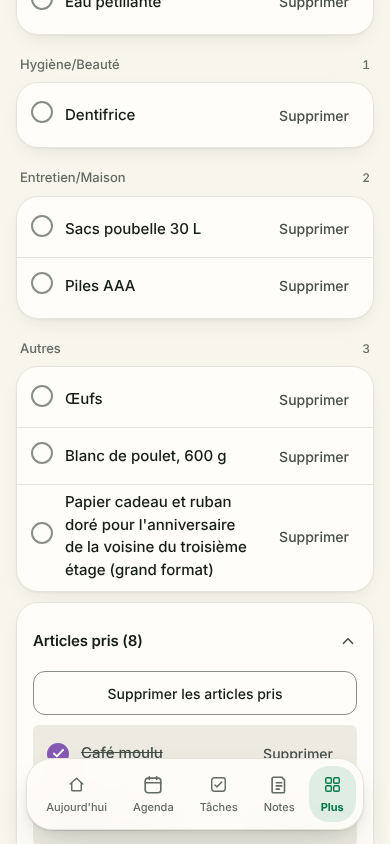 Eau pétillante
Supprimer
Hygiène/Beauté
1
Dentifrice
Supprimer
Entretien/Maison
2
Sacs poubelle 30 L
Supprimer
Piles AAA
Supprimer
Autres
3
Œufs
Supprimer
Blanc de poulet, 600 g
Supprimer
Papier cadeau et ruban
doré pour l'anniversaire
de la voisine du troisième
étage (grand format)
Supprimer
Articles pris (8)
Supprimer les articles pris
Café moulu
Supprimer
Aujourd'hui
Agenda
Tâches
Notes
Plus